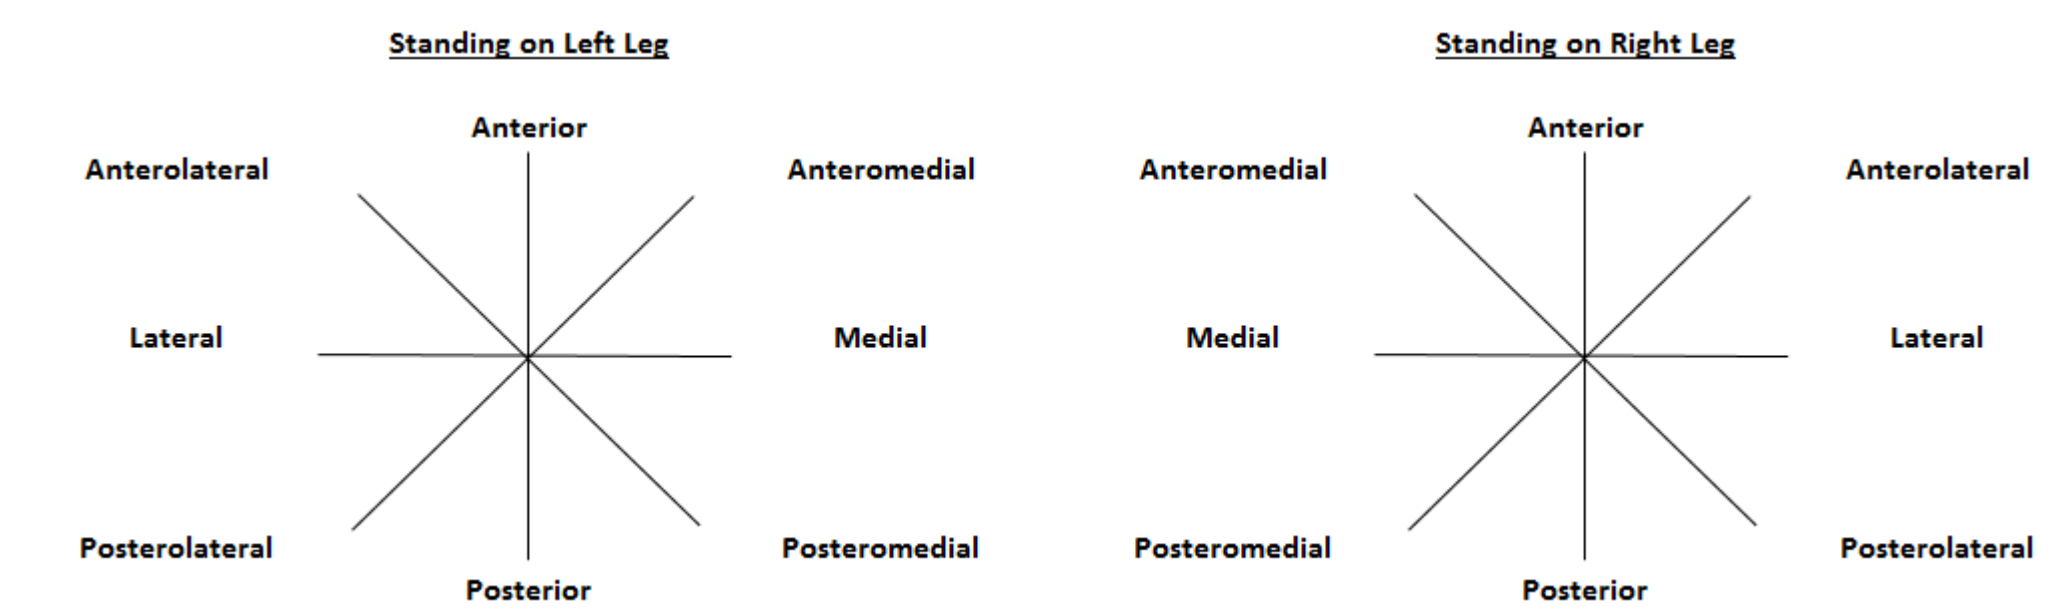 Standing on Left Leg
Anterior
Anterolateral
Anteromedial
Lateral
Medial
Posterolateral
Posteromedial
Posterior
Standing on Right Leg
Anterior
Anteromedial
Anterolateral
Medial
Lateral
Posteromedial
Posterolateral
Posterior